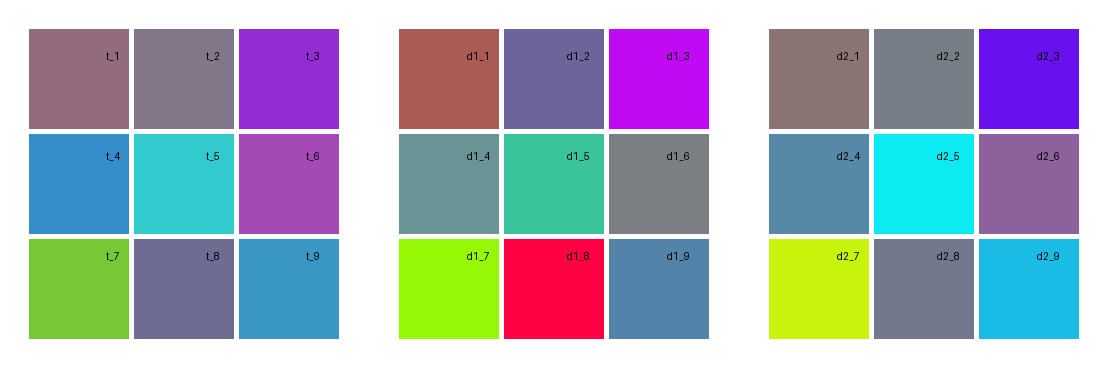 t_1 t_2 t_3 d1_1 d1_2 d1_3 d2_1 d2_2 d2_3
t_4 t_5 t_6 d1_4 d1_5 d1_6 d2_4 d2_5 d2_6
t_7 t_8 t_9 d1_7 d1_8 d1_9 d2_7 d2_8 d2_9